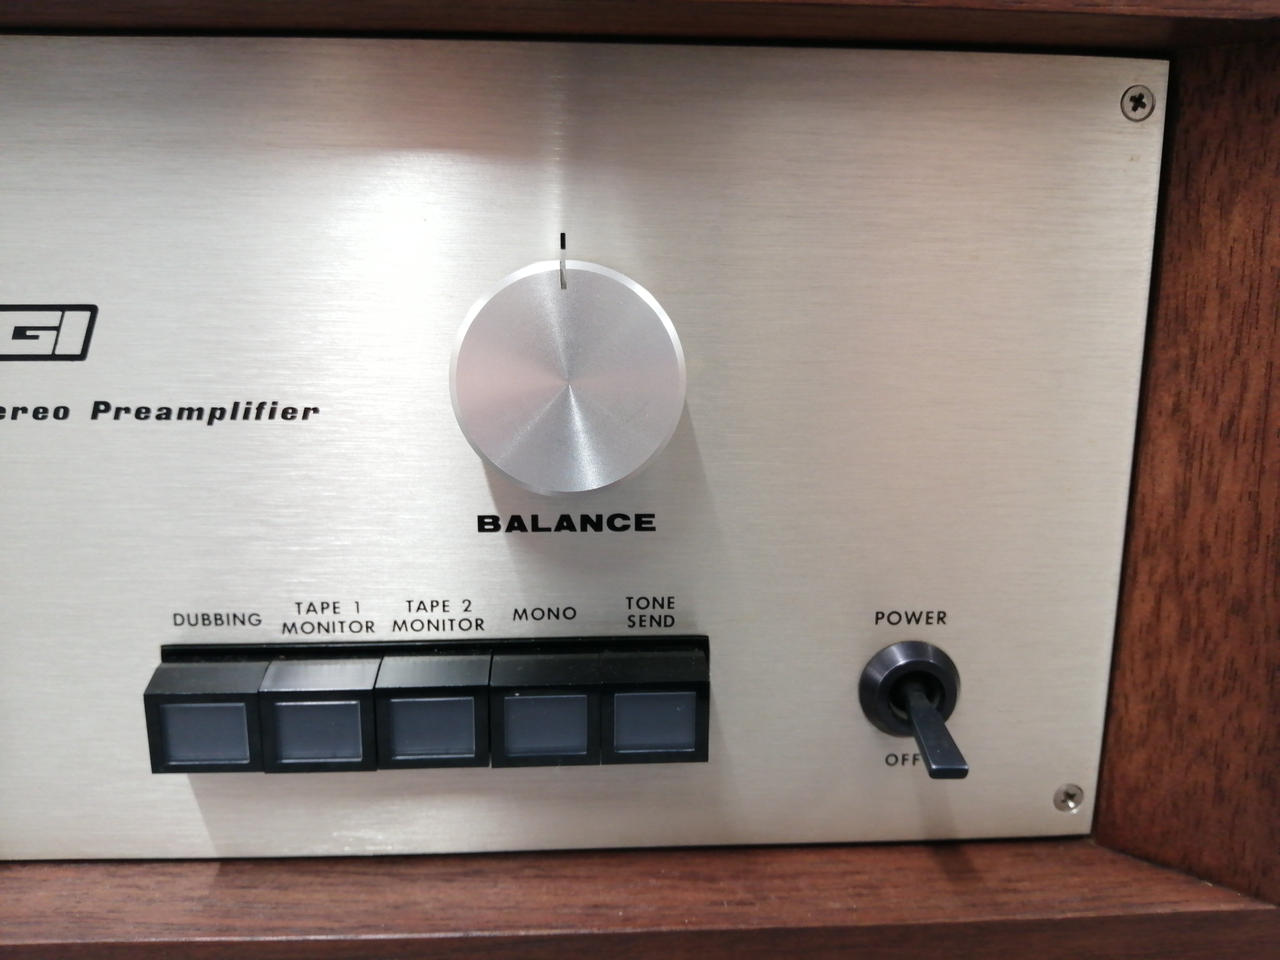 GI
ereo Preamplifier
BALANCE
DUBBING
TAPE 1
MONITOR
TAPE 2
MONITOR
MONO
TONE
SEND
POWER
OFF